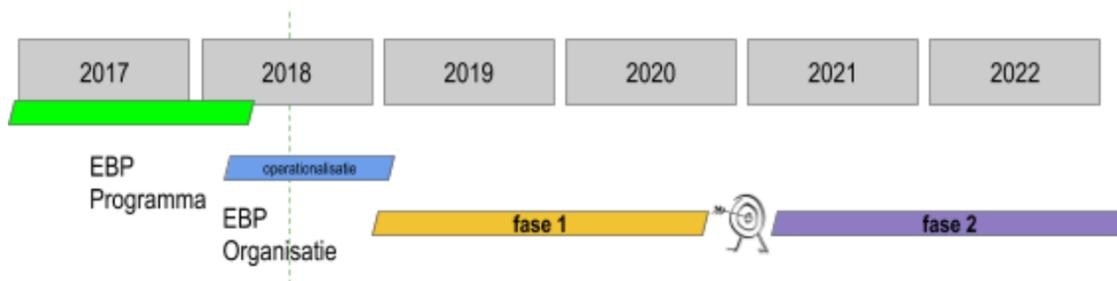 2017 2018 2019 2020 2021 2022
EBP
Programma
operationalisatie
EBP
Organisatie
fase 1
fase 2